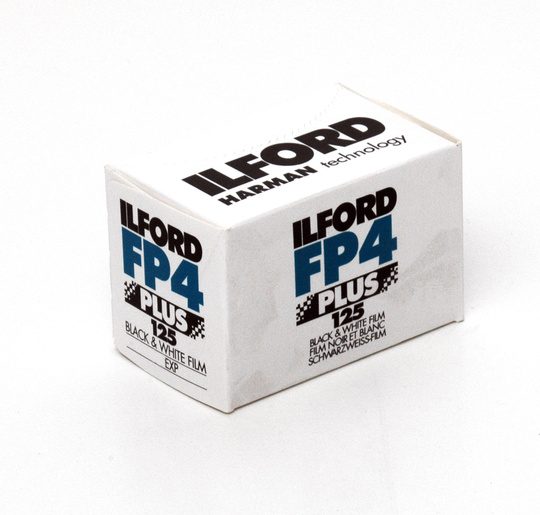 ILFORD
HARMAN technology
ILFORD
FP4
PLUS
125
BLACK & WHITE FILM
EXP
ILFORD
FP4
PLUS
125
BLACK & WHITE FILM
FILM NOIR ET BLANC
SCHWARZWEISS-FILM